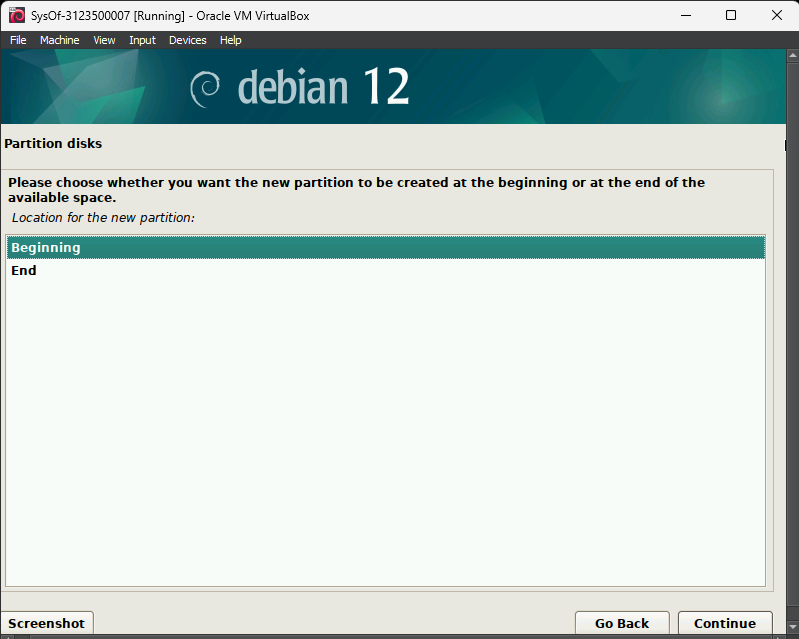 SysOf-3123500007 [Running] - Oracle VM VirtualBox
File Machine View Input Devices Help
debian 12
Partition disks
Please choose whether you want the new partition to be created at the beginning or at the end of the
available space.
Location for the new partition:
Beginning
End
Screenshot Go Back Continue